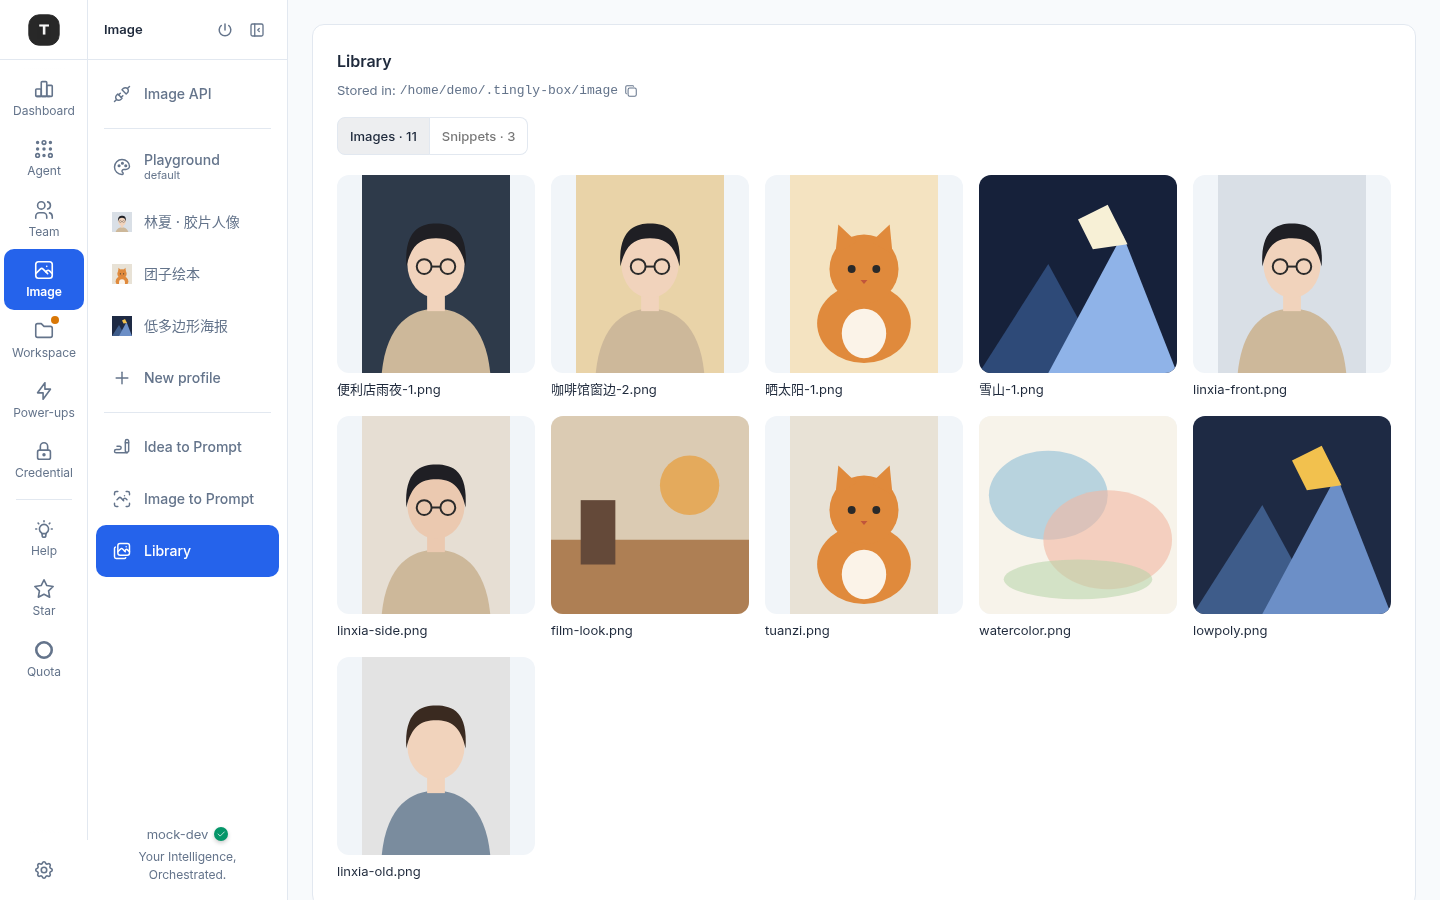 T
Image
Dashboard
Agent
Team
Image
Workspace
Power-ups
Credential
Help
Star
Quota
Image API
Playground
default
林夏 · 胶片人像
团子绘本
低多边形海报
New profile
Idea to Prompt
Image to Prompt
Library
mock-dev
Your Intelligence,
Orchestrated.
Library
Stored in: /home/demo/.tingly-box/image
Images · 11
Snippets · 3
便利店雨夜-1.png
咖啡馆窗边-2.png
晒太阳-1.png
雪山-1.png
linxia-front.png
linxia-side.png
film-look.png
tuanzi.png
watercolor.png
lowpoly.png
linxia-old.png